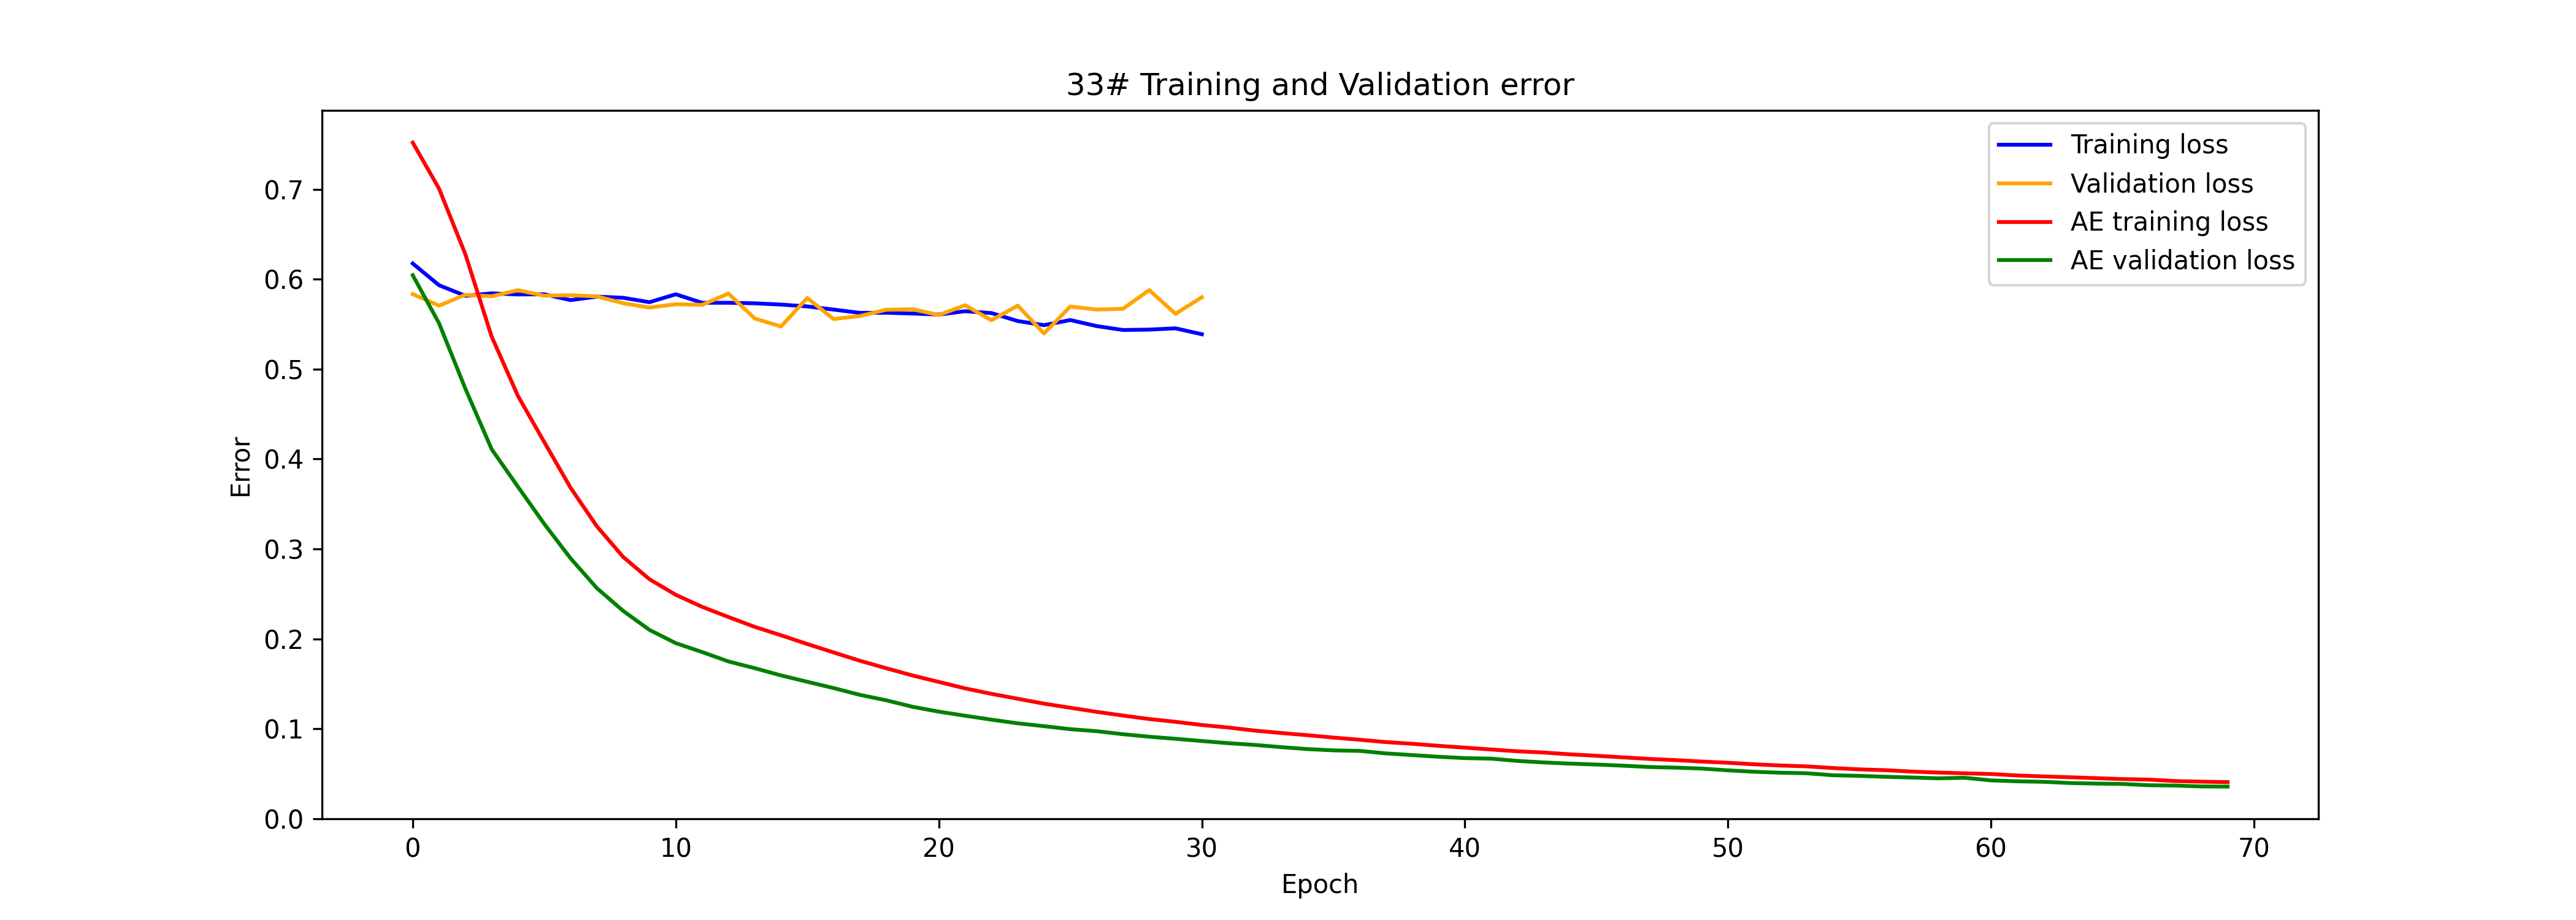 33# Training and Validation error
Training loss
Validation loss
AE training loss
AE validation loss
Error
0.7
0.6
0.5
0.4
0.3
0.2
0.1
0.0
0 10 20 30 40 50 60 70
Epoch